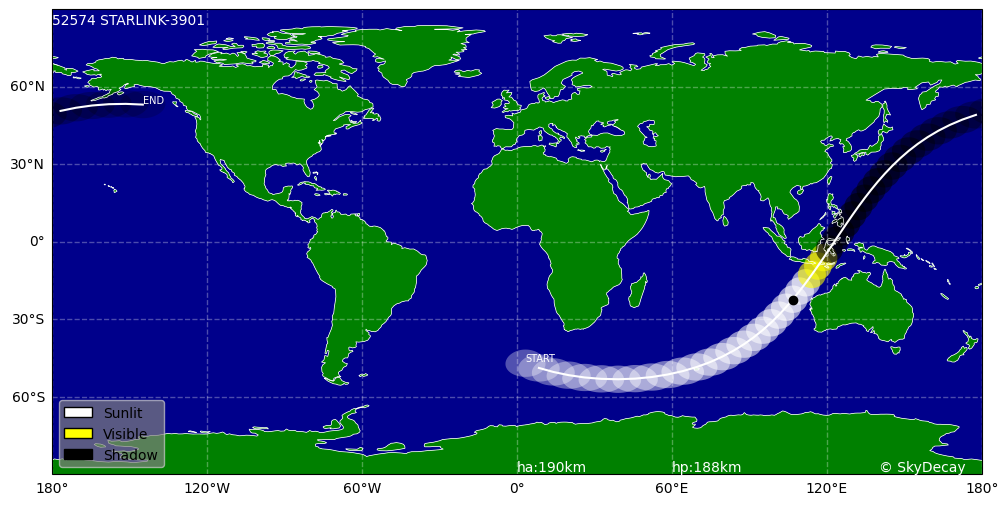 52574 STARLINK-3901
60°N
END
30°N
0°
30°S
START
60°S
Sunlit
Visible
Shadow
ha:190km
hp:188km
© SkyDecay
180°
120°W
60°W
0°
60°E
120°E
180°